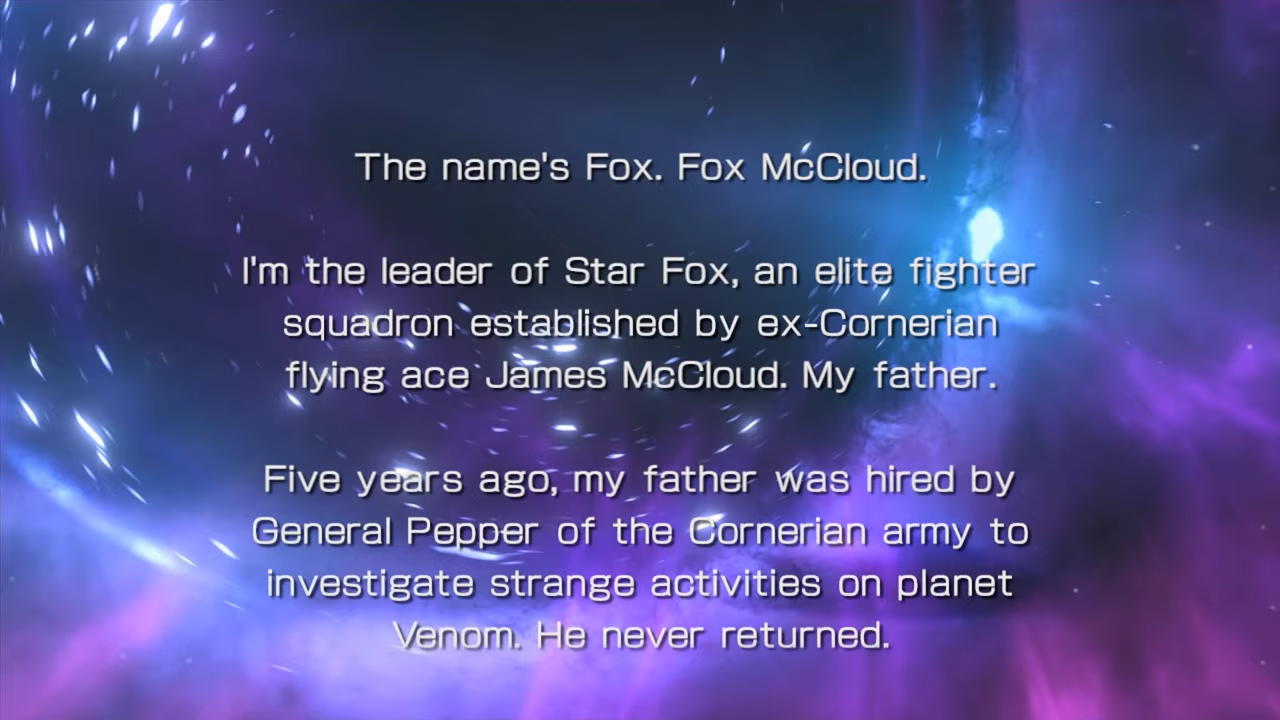 The name's Fox. Fox McCloud.
I'm the leader of Star Fox, an elite fighter
squadron established by ex-Cornerian
flying ace James McCloud. My father.
Five years ago, my father was hired by
General Pepper of the Cornerian army to
investigate strange activities on planet
Venom. He never returned.